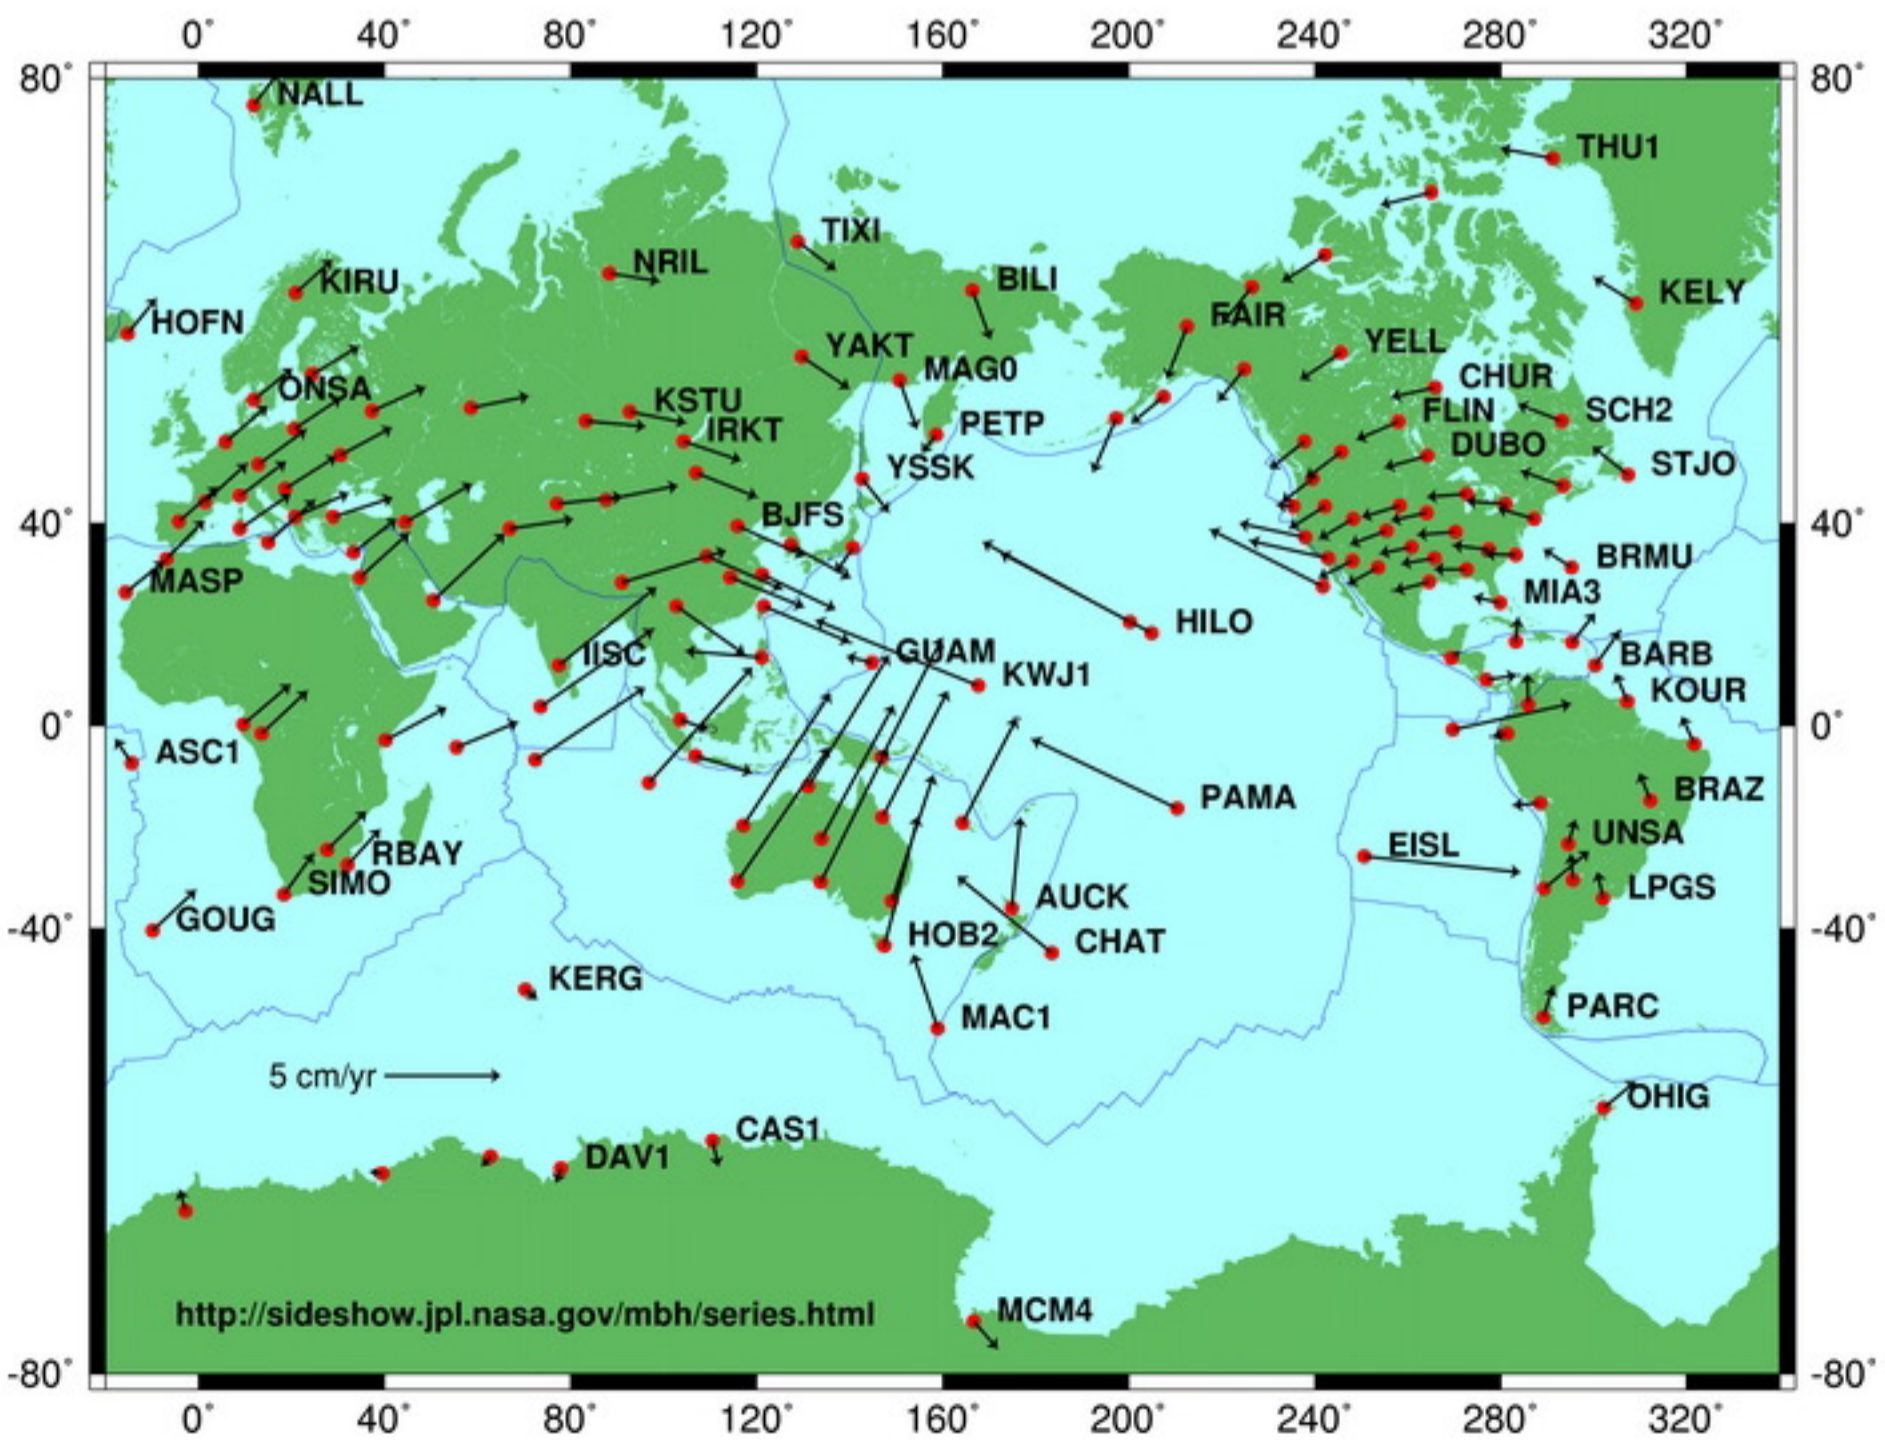 0° 40° 80° 120° 160° 200° 240° 280° 320°
80° 80°
NALL
THU1
TIXI
NRIL
BILI
KIRU
KELY
HOFN
FAIR
YAKT
YELL
MAG0
CHUR
ONSA
KSTU
FLIN
SCH2
PETP
IRKT
DUBO
YSSK
STJO
BJFS
40° 40°
BRMU
MASP
MIA3
HILO
IISC
GUAM
BARB
KWJ1
KOUR
0° 0°
ASC1
BRAZ
PAMA
UNSA
EISL
RBAY
SIMO
LPGS
AUCK
GOUG
HOB2
-40° -40°
CHAT
KERG
PARC
MAC1
5 cm/yr
OHIG
CAS1
DAV1
MCM4
http://sideshow.jpl.nasa.gov/mbh/series.html
-80° -80°
0° 40° 80° 120° 160° 200° 240° 280° 320°